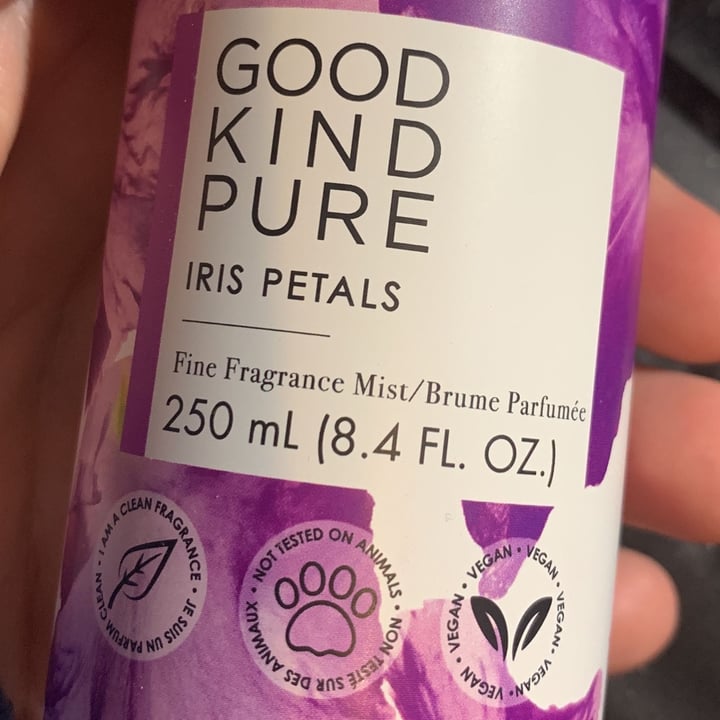 GOOD
KIND
PURE
IRIS PETALS
Fine Fragrance Mist/Brume Parfumée
250 mL (8.4 FL. OZ.)
I AM A CLEAN FRAGRANCE • JE SUIS UN PARFUM CLEAN •
NOT TESTED ON ANIMALS • NON TESTÉ SUR DES ANIMAUX •
VEGAN • VEGAN • VEGAN • VEGAN • VEGAN • VEGAN •